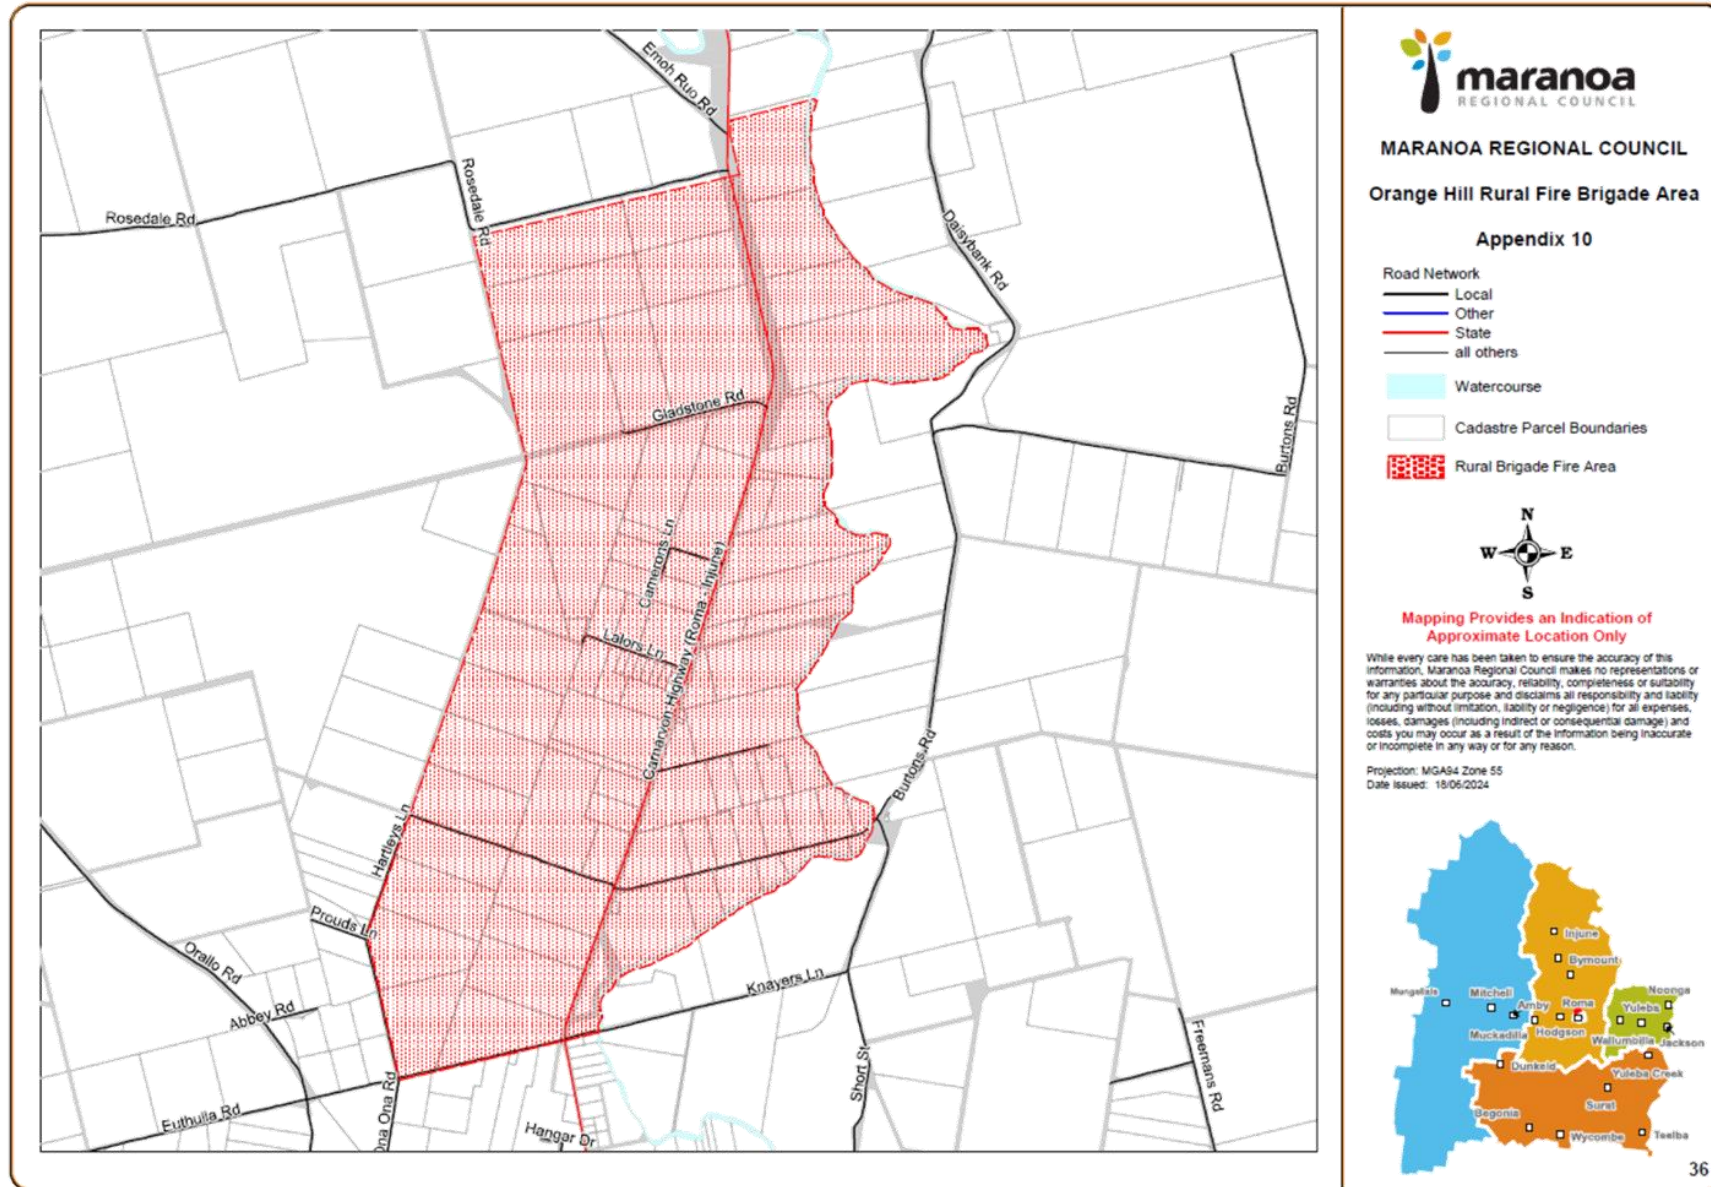 Emoh Ruo Rd
Rosedale Rd
Rosedale Rd
Daisybank Rd
Gladstone Rd
Burtons Rd
Camerons Ln
Lalors Ln
Carnarvon Highway (Roma - Injune)
Burtons Rd
Hartleys Ln
Prouds Ln
Orallo Rd
Abbey Rd
Knayers Ln
Euthulla Rd
Ona Ona Rd
Hangar Dr
Short St
Freemans Rd
maranoa
REGIONAL COUNCIL
MARANOA REGIONAL COUNCIL
Orange Hill Rural Fire Brigade Area
Appendix 10
Road Network
Local
Other
State
all others
Watercourse
Cadastre Parcel Boundaries
Rural Brigade Fire Area
N
W E
S
Mapping Provides an Indication of
Approximate Location Only
While every care has been taken to ensure the accuracy of this
information, Maranoa Regional Council makes no representations or
warranties about the accuracy, reliability, completeness or suitability
for any particular purpose and disclaims all responsibility and liability
(including without limitation, liability or negligence) for all expenses,
losses, damages (including indirect or consequential damage) and
costs you may occur as a result of the information being inaccurate
or incomplete in any way or for any reason.
Projection: MGA94 Zone 55
Date issued: 18/06/2024
Injune
Bymount
Mungallala
Mitchell
Amby
Roma
Noonga
Yuleba
Muckadilla
Hodgson
Wallumbilla
Jackson
Dunkeld
Yuleba Creek
Begonia
Surat
Wycombe
Teelba
36